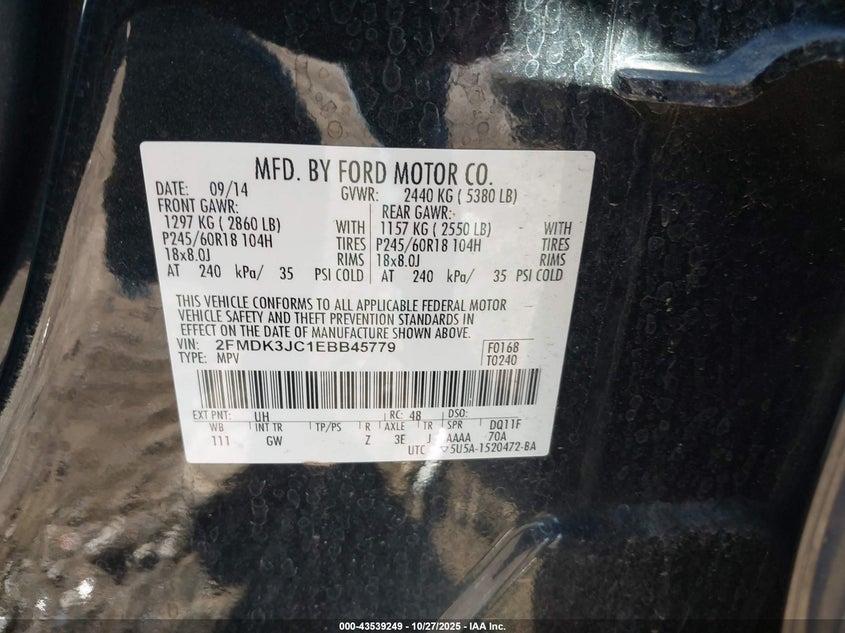 MFD. BY FORD MOTOR CO.
DATE: 09/14 GVWR: 2440 KG ( 5380 LB)
FRONT GAWR: REAR GAWR:
1297 KG ( 2860 LB) WITH 1157 KG ( 2550 LB) WITH
P245/60R18 104H TIRES P245/60R18 104H TIRES
18x8.0J RIMS 18x8.0J RIMS
AT 240 kPa/ 35 PSI COLD AT 240 kPa/ 35 PSI COLD
THIS VEHICLE CONFORMS TO ALL APPLICABLE FEDERAL MOTOR
VEHICLE SAFETY AND THEFT PREVENTION STANDARDS IN
EFFECT ON THE DATE OF MANUFACTURE SHOWN ABOVE.
VIN: 2FMDK3JC1EBB45779 F0168
TYPE: MPV T0240
EXT PNT: UH RC: 48 DSO:
WB INT TR TP/PS R AXLE TR SPR DQ11F
111 GW Z 3E J AAAA 70A
UTC ▽5U5A-1520472-BA
000-43539249 | 10/27/2025 | IAA Inc.